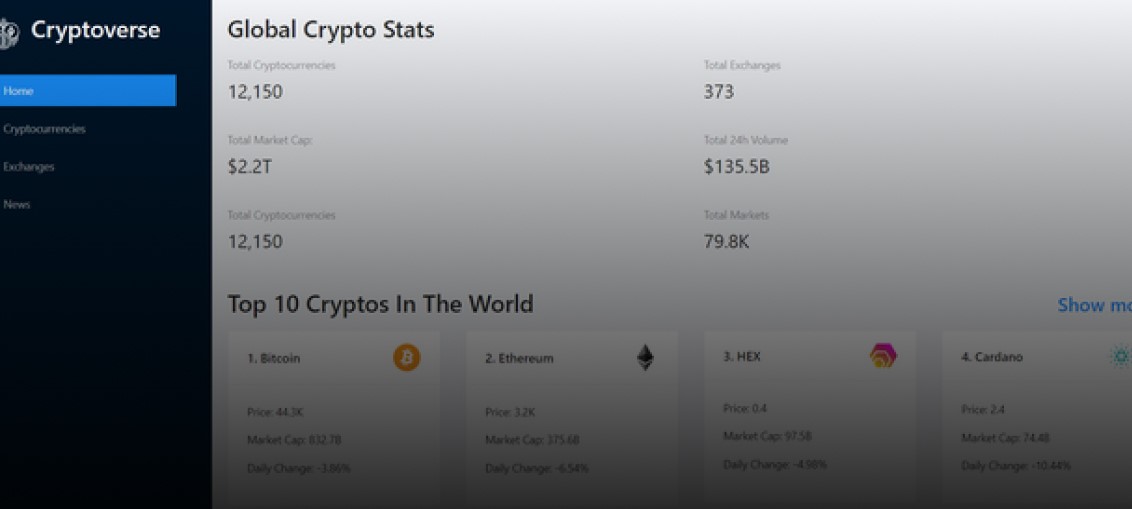 Cryptoverse
Home
Cryptocurrencies
Exchanges
News
Global Crypto Stats
Total Cryptocurrencies
12,150
Total Exchanges
373
Total Market Cap:
$2.2T
Total 24h Volume
$135.5B
Total Cryptocurrencies
12,150
Total Markets
79.8K
Top 10 Cryptos In The World
Show
1. Bitcoin
Price: 44.3K
Market Cap: 832.7B
Daily Change: -3.86%
2. Ethereum
Price: 3.2K
Market Cap: 375.6B
Daily Change: -6.54%
3. HEX
Price: 0.4
Market Cap: 97.5B
Daily Change: -4.98%
4. Cardano
Price: 2.4
Market Cap: 74.4B
Daily Change: -10.44%